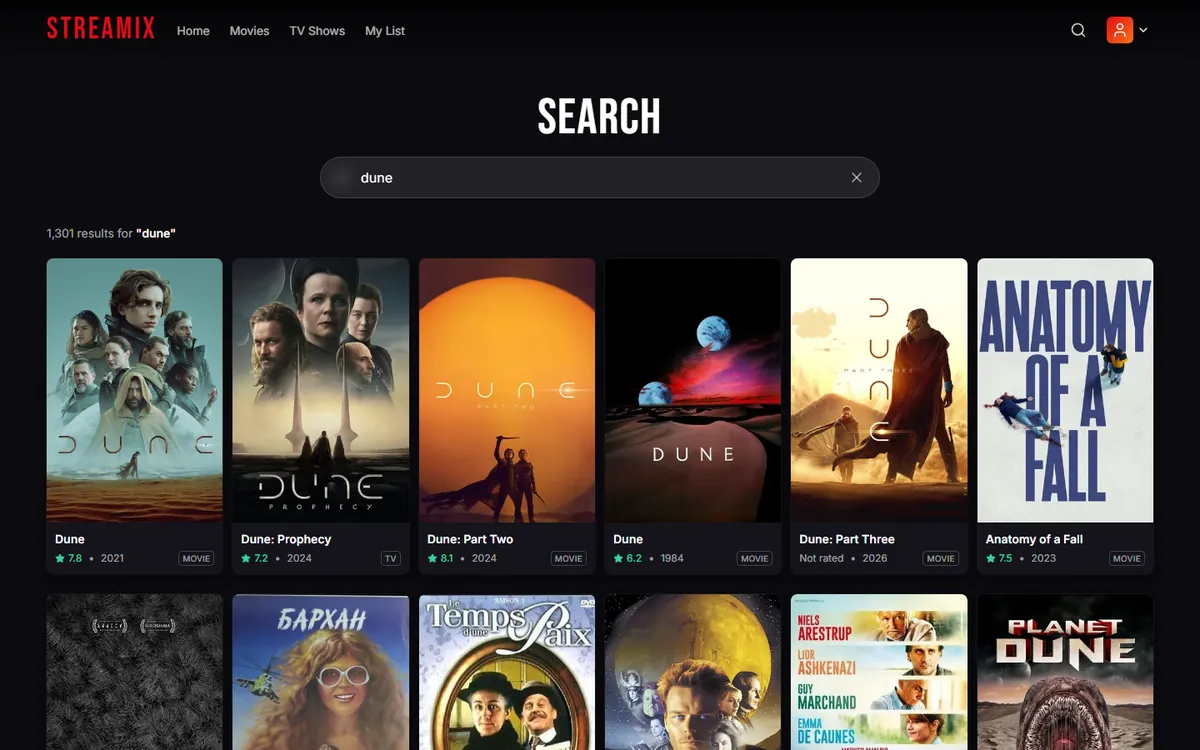 STREAMIX
Home
Movies
TV Shows
My List
SEARCH
dune
1,301 results for "dune"
DUNE
DUNE
PROPHECY
DUNE
PART TWO
DUNE
DUNE
PART THREE
ANATOMY
OF A
FALL
Dune
7.8 • 2021
MOVIE
Dune: Prophecy
7.2 • 2024
TV
Dune: Part Two
8.1 • 2024
MOVIE
Dune
6.2 • 1984
MOVIE
Dune: Part Three
Not rated • 2026
MOVIE
Anatomy of a Fall
7.5 • 2023
MOVIE
БАРХАН
SAISON 1
DVD
Le
Temps
d'une
Paix
NIELS
ARESTRUP
LIOR
ASHKENAZI
GUY
MARCHAND
EMMA
DE CAUNES
PLANET
DUNE